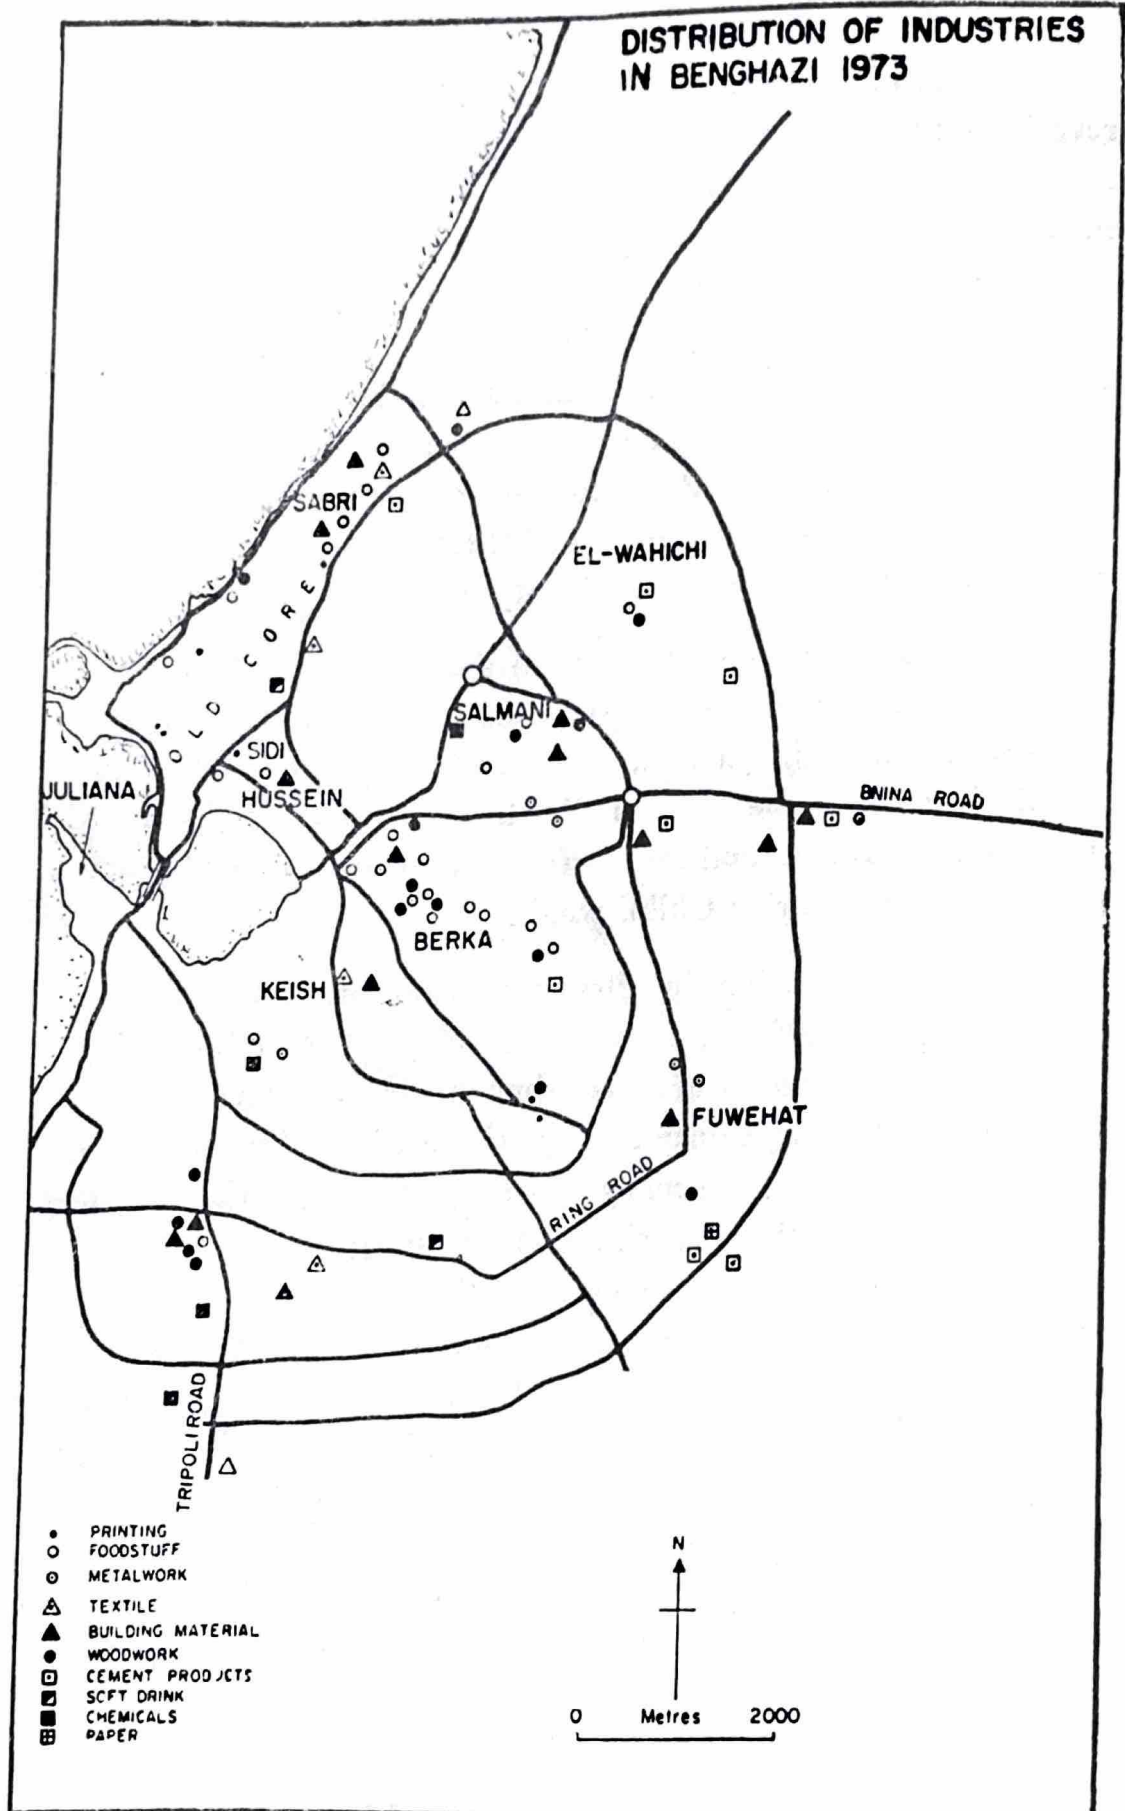 DISTRIBUTION OF INDUSTRIES
IN BENGHAZI 1973
SABRI
EL-WAHICHI
OLD CORE
SALMANI
SIDI
HUSSEIN
JULIANA
BNINA ROAD
BERKA
KEISH
FUWEHAT
RING ROAD
TRIPOLI ROAD
PRINTING
FOODSTUFF
METALWORK
TEXTILE
BUILDING MATERIAL
WOODWORK
CEMENT PRODUCTS
SOFT DRINK
CHEMICALS
PAPER
N
0 Metres 2000